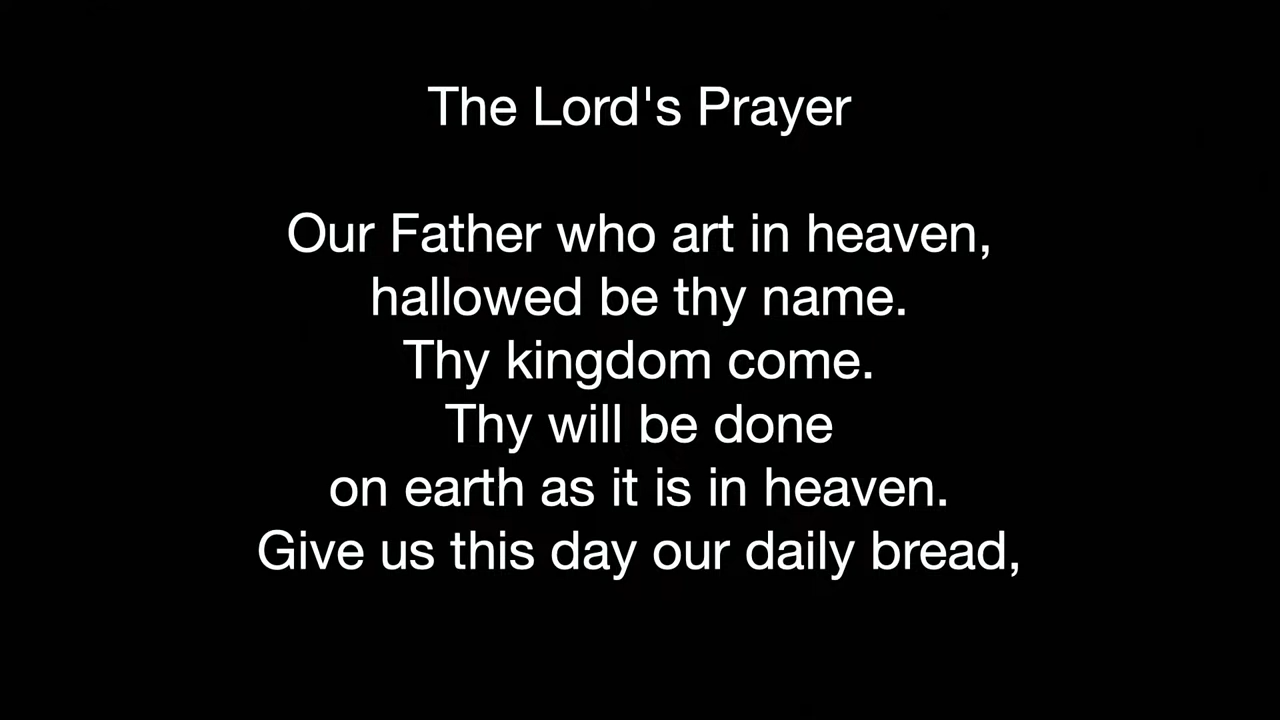 The Lord's Prayer
Our Father who art in heaven,
hallowed be thy name.
Thy kingdom come.
Thy will be done
on earth as it is in heaven.
Give us this day our daily bread,